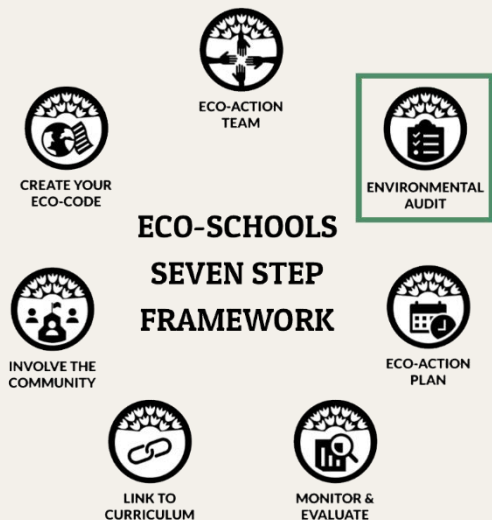 ECO-ACTION
TEAM
ENVIRONMENTAL
AUDIT
ECO-ACTION
PLAN
MONITOR &
EVALUATE
LINK TO
CURRICULUM
INVOLVE THE
COMMUNITY
CREATE YOUR
ECO-CODE
ECO-SCHOOLS
SEVEN STEP
FRAMEWORK